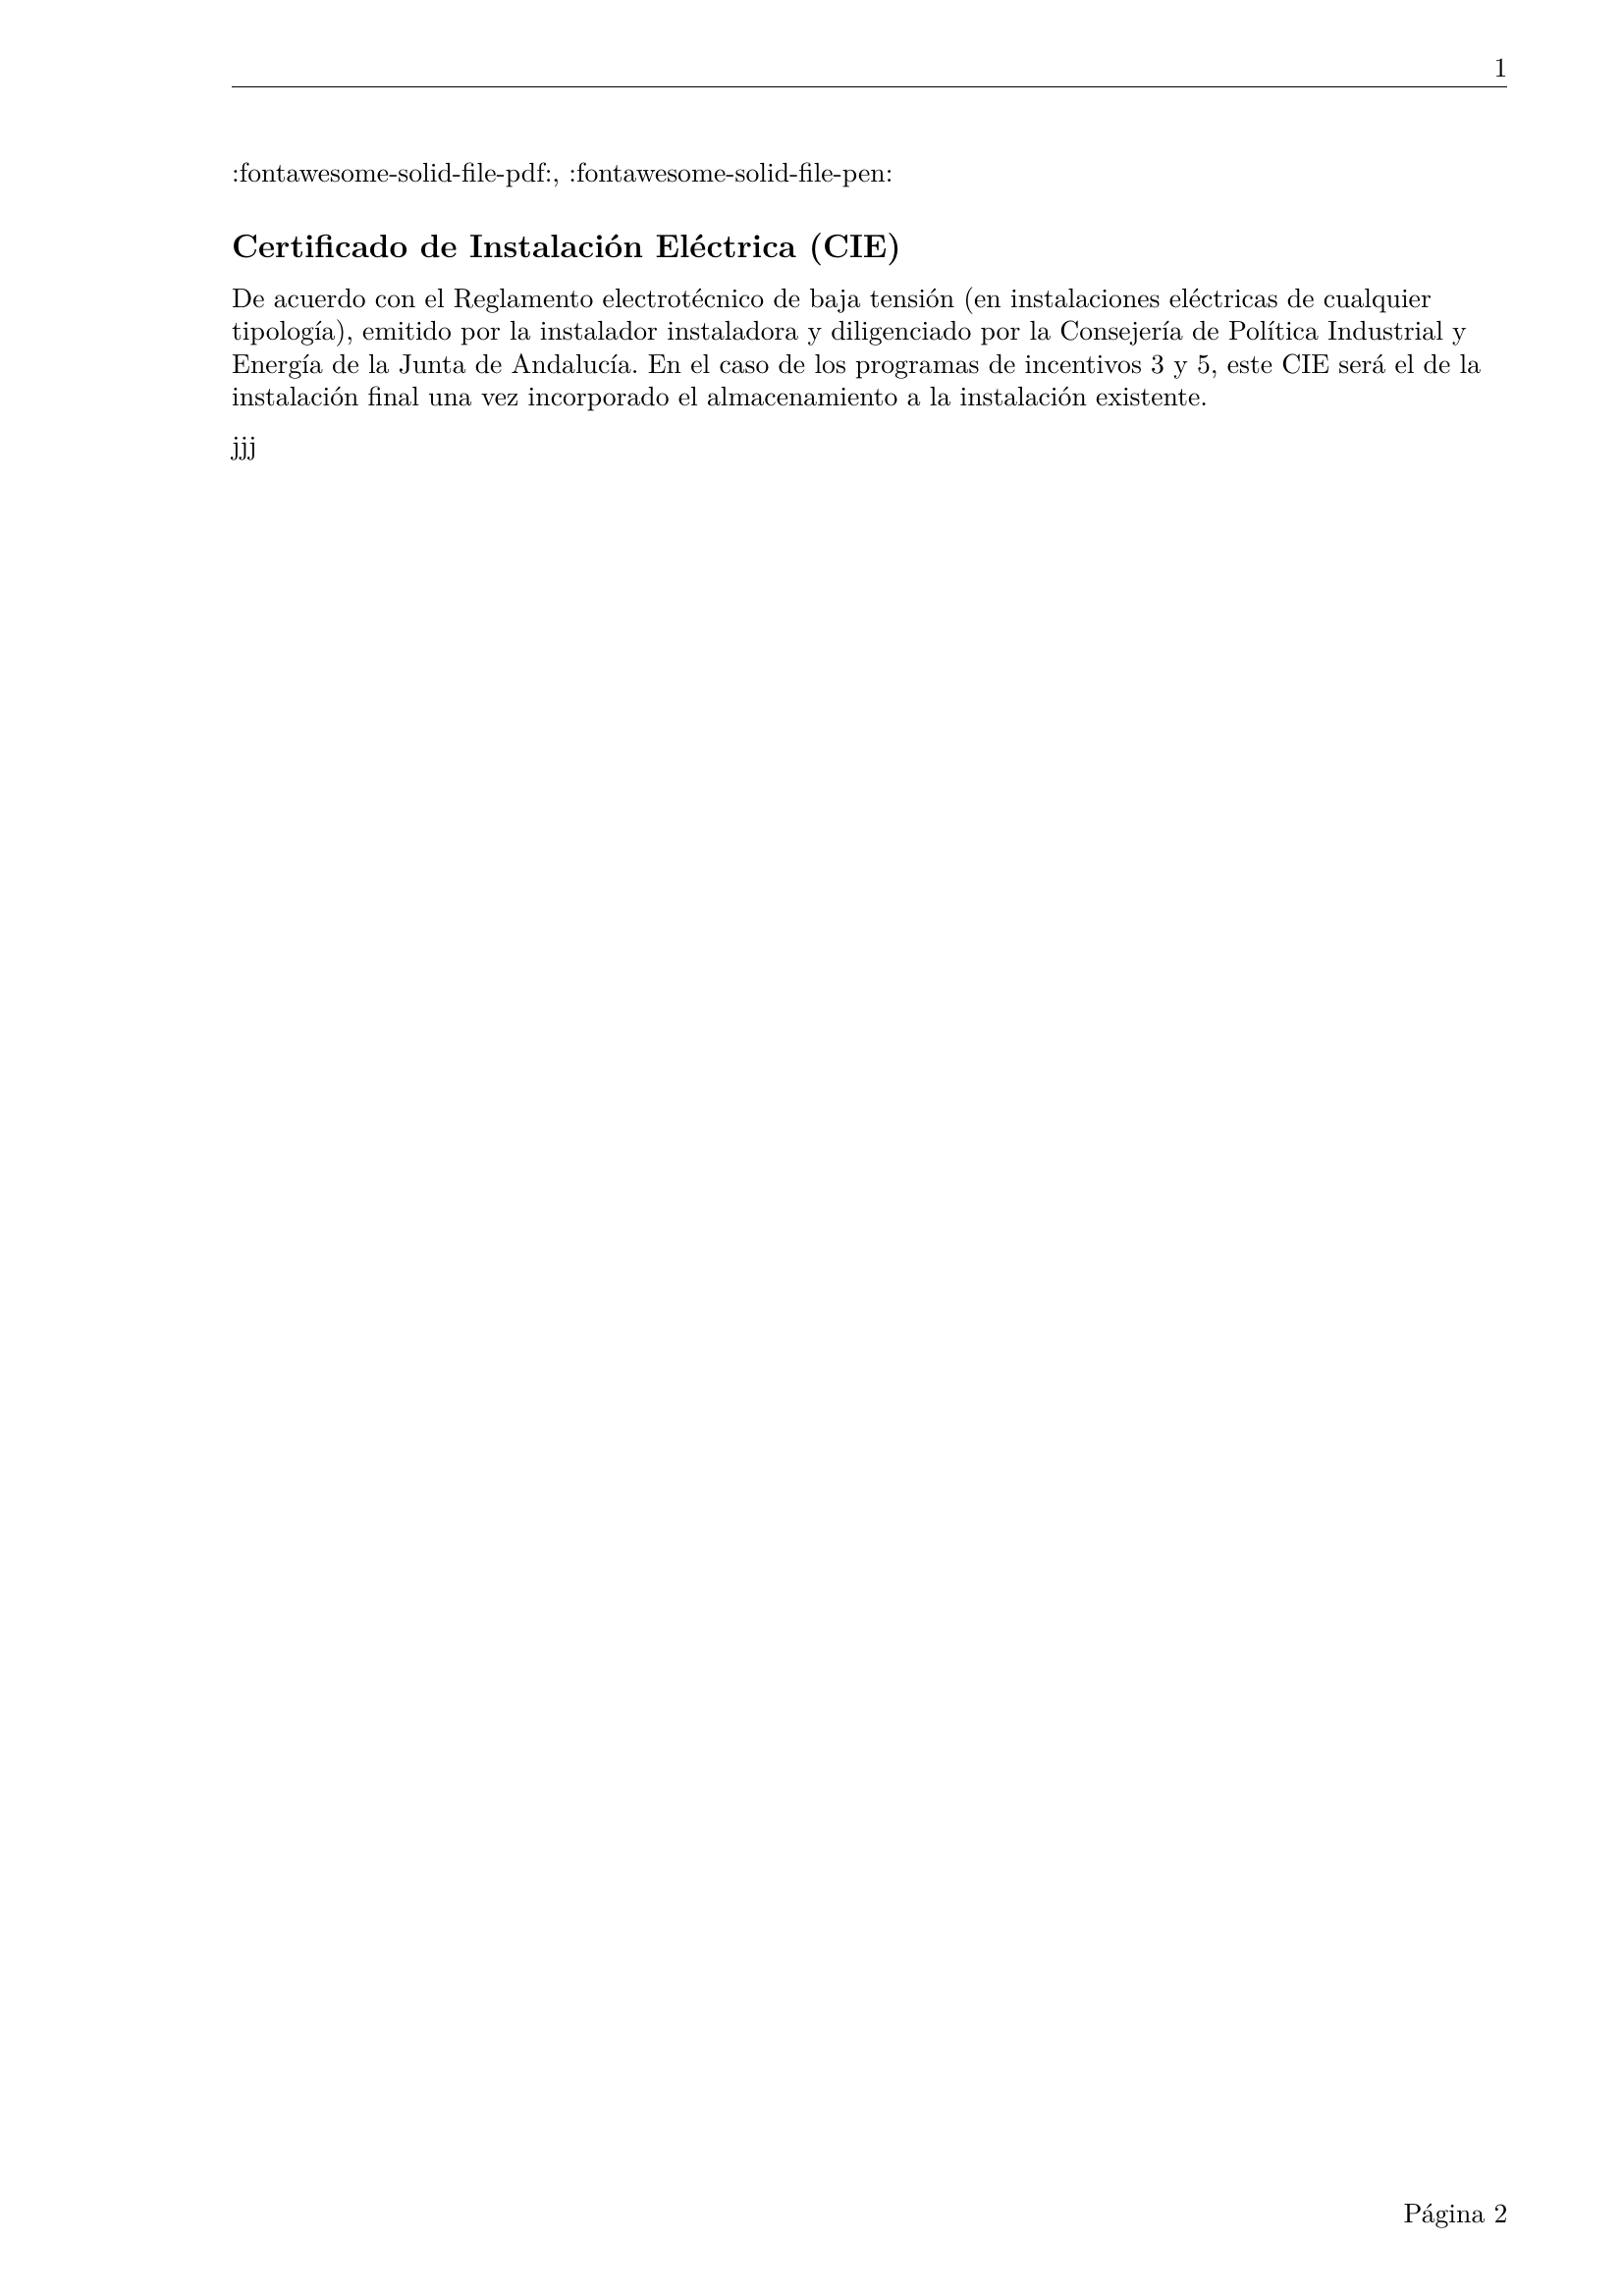 1
:fontawesome-solid-file-pdf:, :fontawesome-solid-file-pen:
Certificado de Instalación Eléctrica (CIE)
De acuerdo con el Reglamento electrotécnico de baja tensión (en instalaciones eléctricas de cualquier
tipología), emitido por la instalador instaladora y diligenciado por la Consejería de Política Industrial y
Energía de la Junta de Andalucía. En el caso de los programas de incentivos 3 y 5, este CIE será el de la
instalación final una vez incorporado el almacenamiento a la instalación existente.
jjj
Página 2